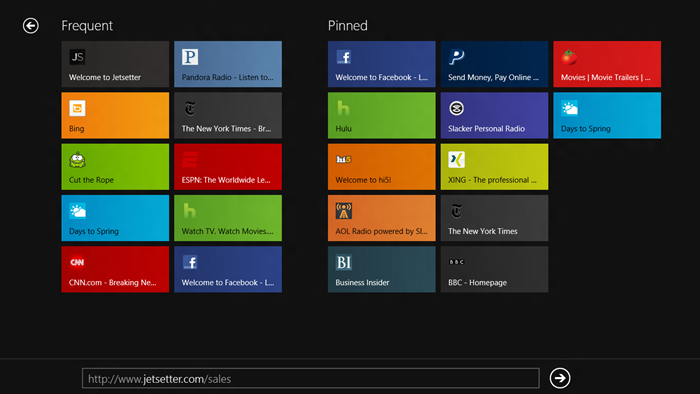 Frequent
Pinned
JS
Welcome to Jetsetter
P
Pandora Radio - Listen to...
Bing
The New York Times - Br...
Cut the Rope
ESPN: The Worldwide Le...
Days to Spring
Watch TV. Watch Movies....
CNN
CNN.com - Breaking Ne...
f
Welcome to Facebook - L...
f
Welcome to Facebook - L...
Send Money, Pay Online ...
Movies | Movie Trailers | ...
h
Hulu
Slacker Personal Radio
Days to Spring
hi5
Welcome to hi5!
XING - The professional ...
AOL Radio powered by Sl...
The New York Times
BI
Business Insider
BBC
BBC - Homepage
http://www.jetsetter.com/sales